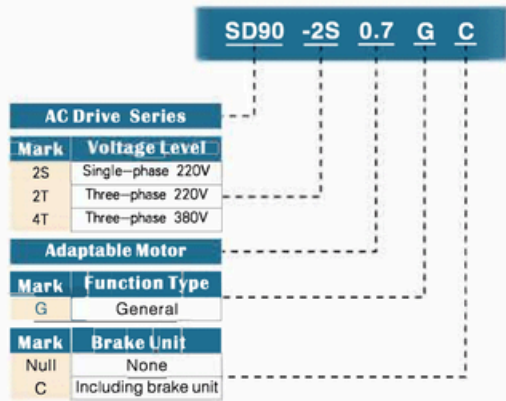 SD90 -2S 0.7 G C
AC Drive Series
Mark Voltage Level
2S Single-phase 220V
2T Three-phase 220V
4T Three-phase 380V
Adaptable Motor
Mark Function Type
G General
Mark Brake Unit
Null None
C Including brake unit